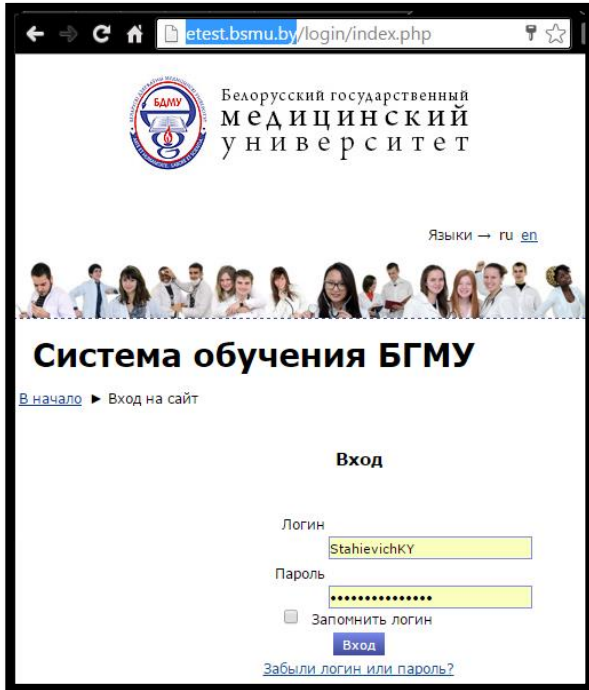 etest.bsmu.by/login/index.php
БДМУ
Белорусский государственный
медицинский
университет
Языки → ru en
Система обучения БГМУ
В начало ► Вход на сайт
Вход
Логин
StahievichKY
Пароль
•••••••••••••••
Запомнить логин
Вход
Забыли логин или пароль?